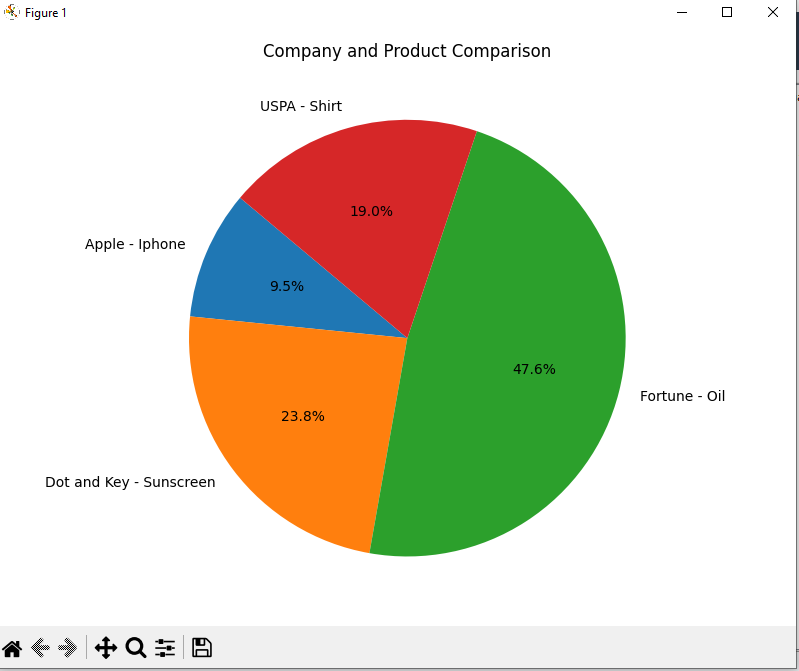 Figure 1
Company and Product Comparison
USPA - Shirt
19.0%
Apple - Iphone
9.5%
47.6%
Fortune - Oil
23.8%
Dot and Key - Sunscreen